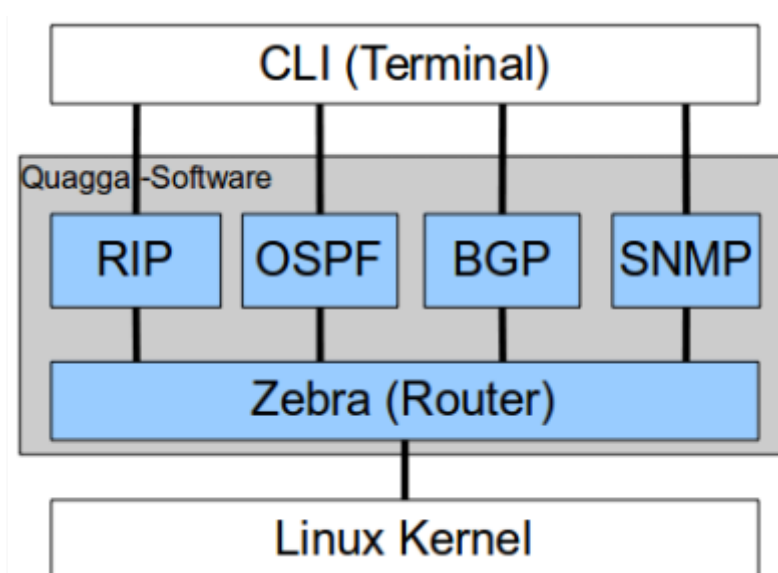 CLI (Terminal)
Quagga -Software
RIP
OSPF
BGP
SNMP
Zebra (Router)
Linux Kernel